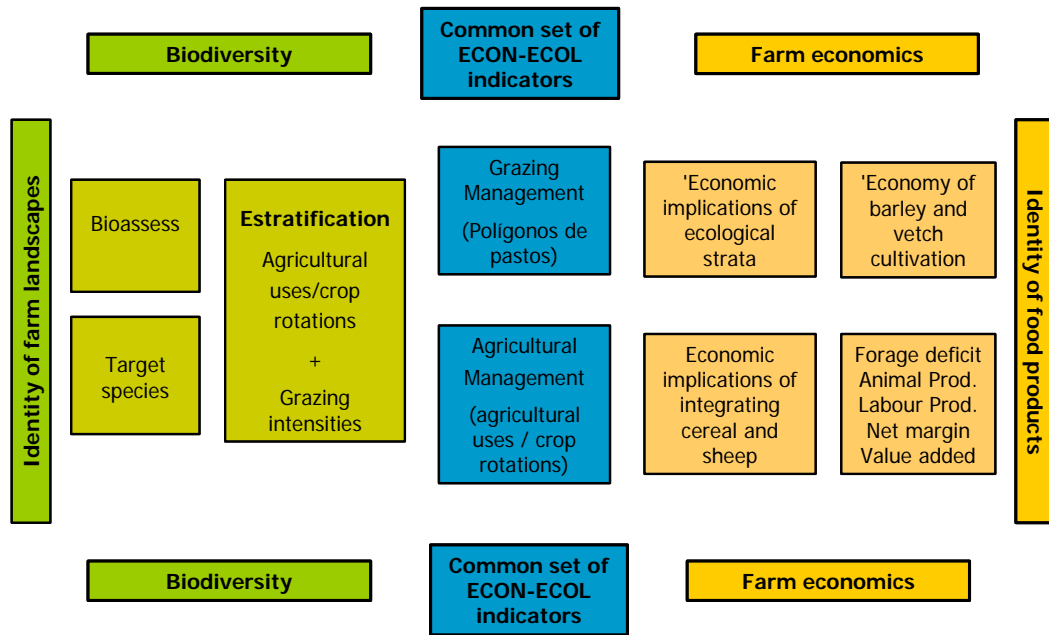 Biodiversity
Common set of
ECON-ECOL
indicators
Farm economics
Identity of farm landscapes
Bioassess
Target
species
Estratification
Agricultural
uses/crop
rotations
+
Grazing
intensities
Grazing
Management
(Polígonos de
pastos)
Agricultural
Management
(agricultural
uses / crop
rotations)
'Economic
implications of
ecological
strata
'Economy of
barley and
vetch
cultivation
Economic
implications of
integrating
cereal and
sheep
Forage deficit
Animal Prod.
Labour Prod.
Net margin
Value added
Identity of food products
Biodiversity
Common set of
ECON-ECOL
indicators
Farm economics